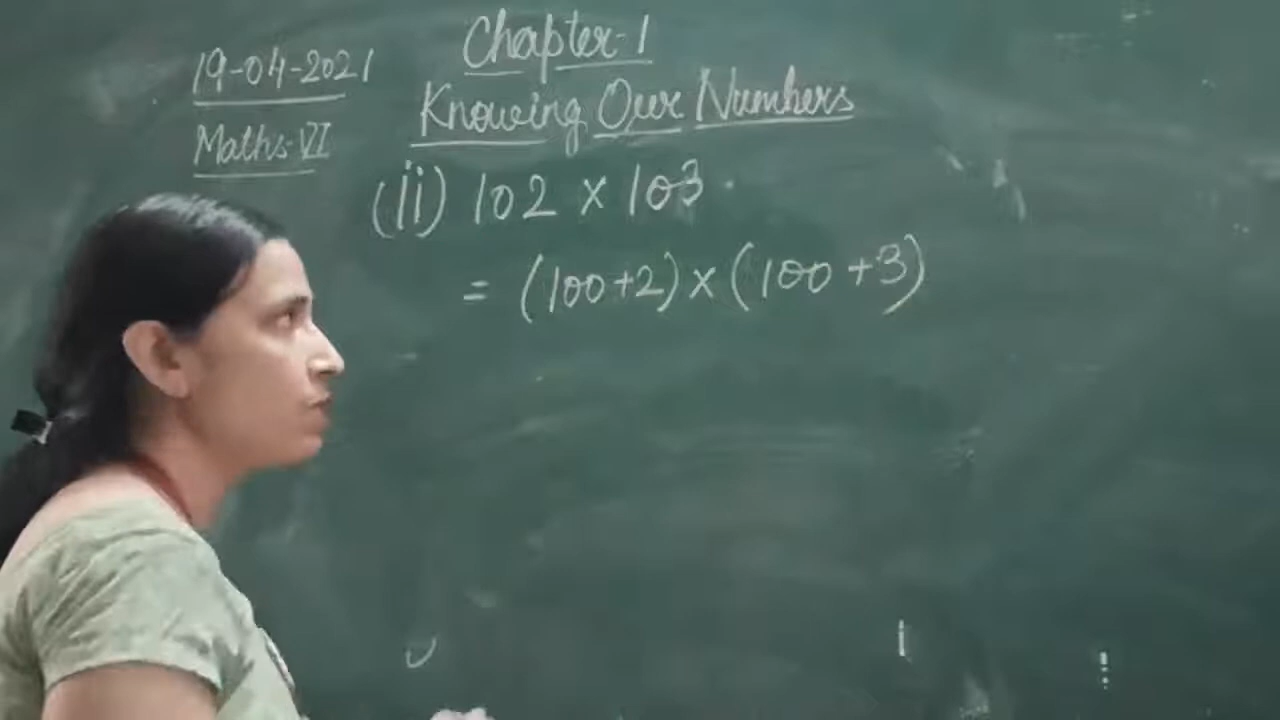 19-04-2021
Maths-VI
Chapter-1
Knowing Our Numbers
(ii) 102 × 103
= (100+2) × (100+3)